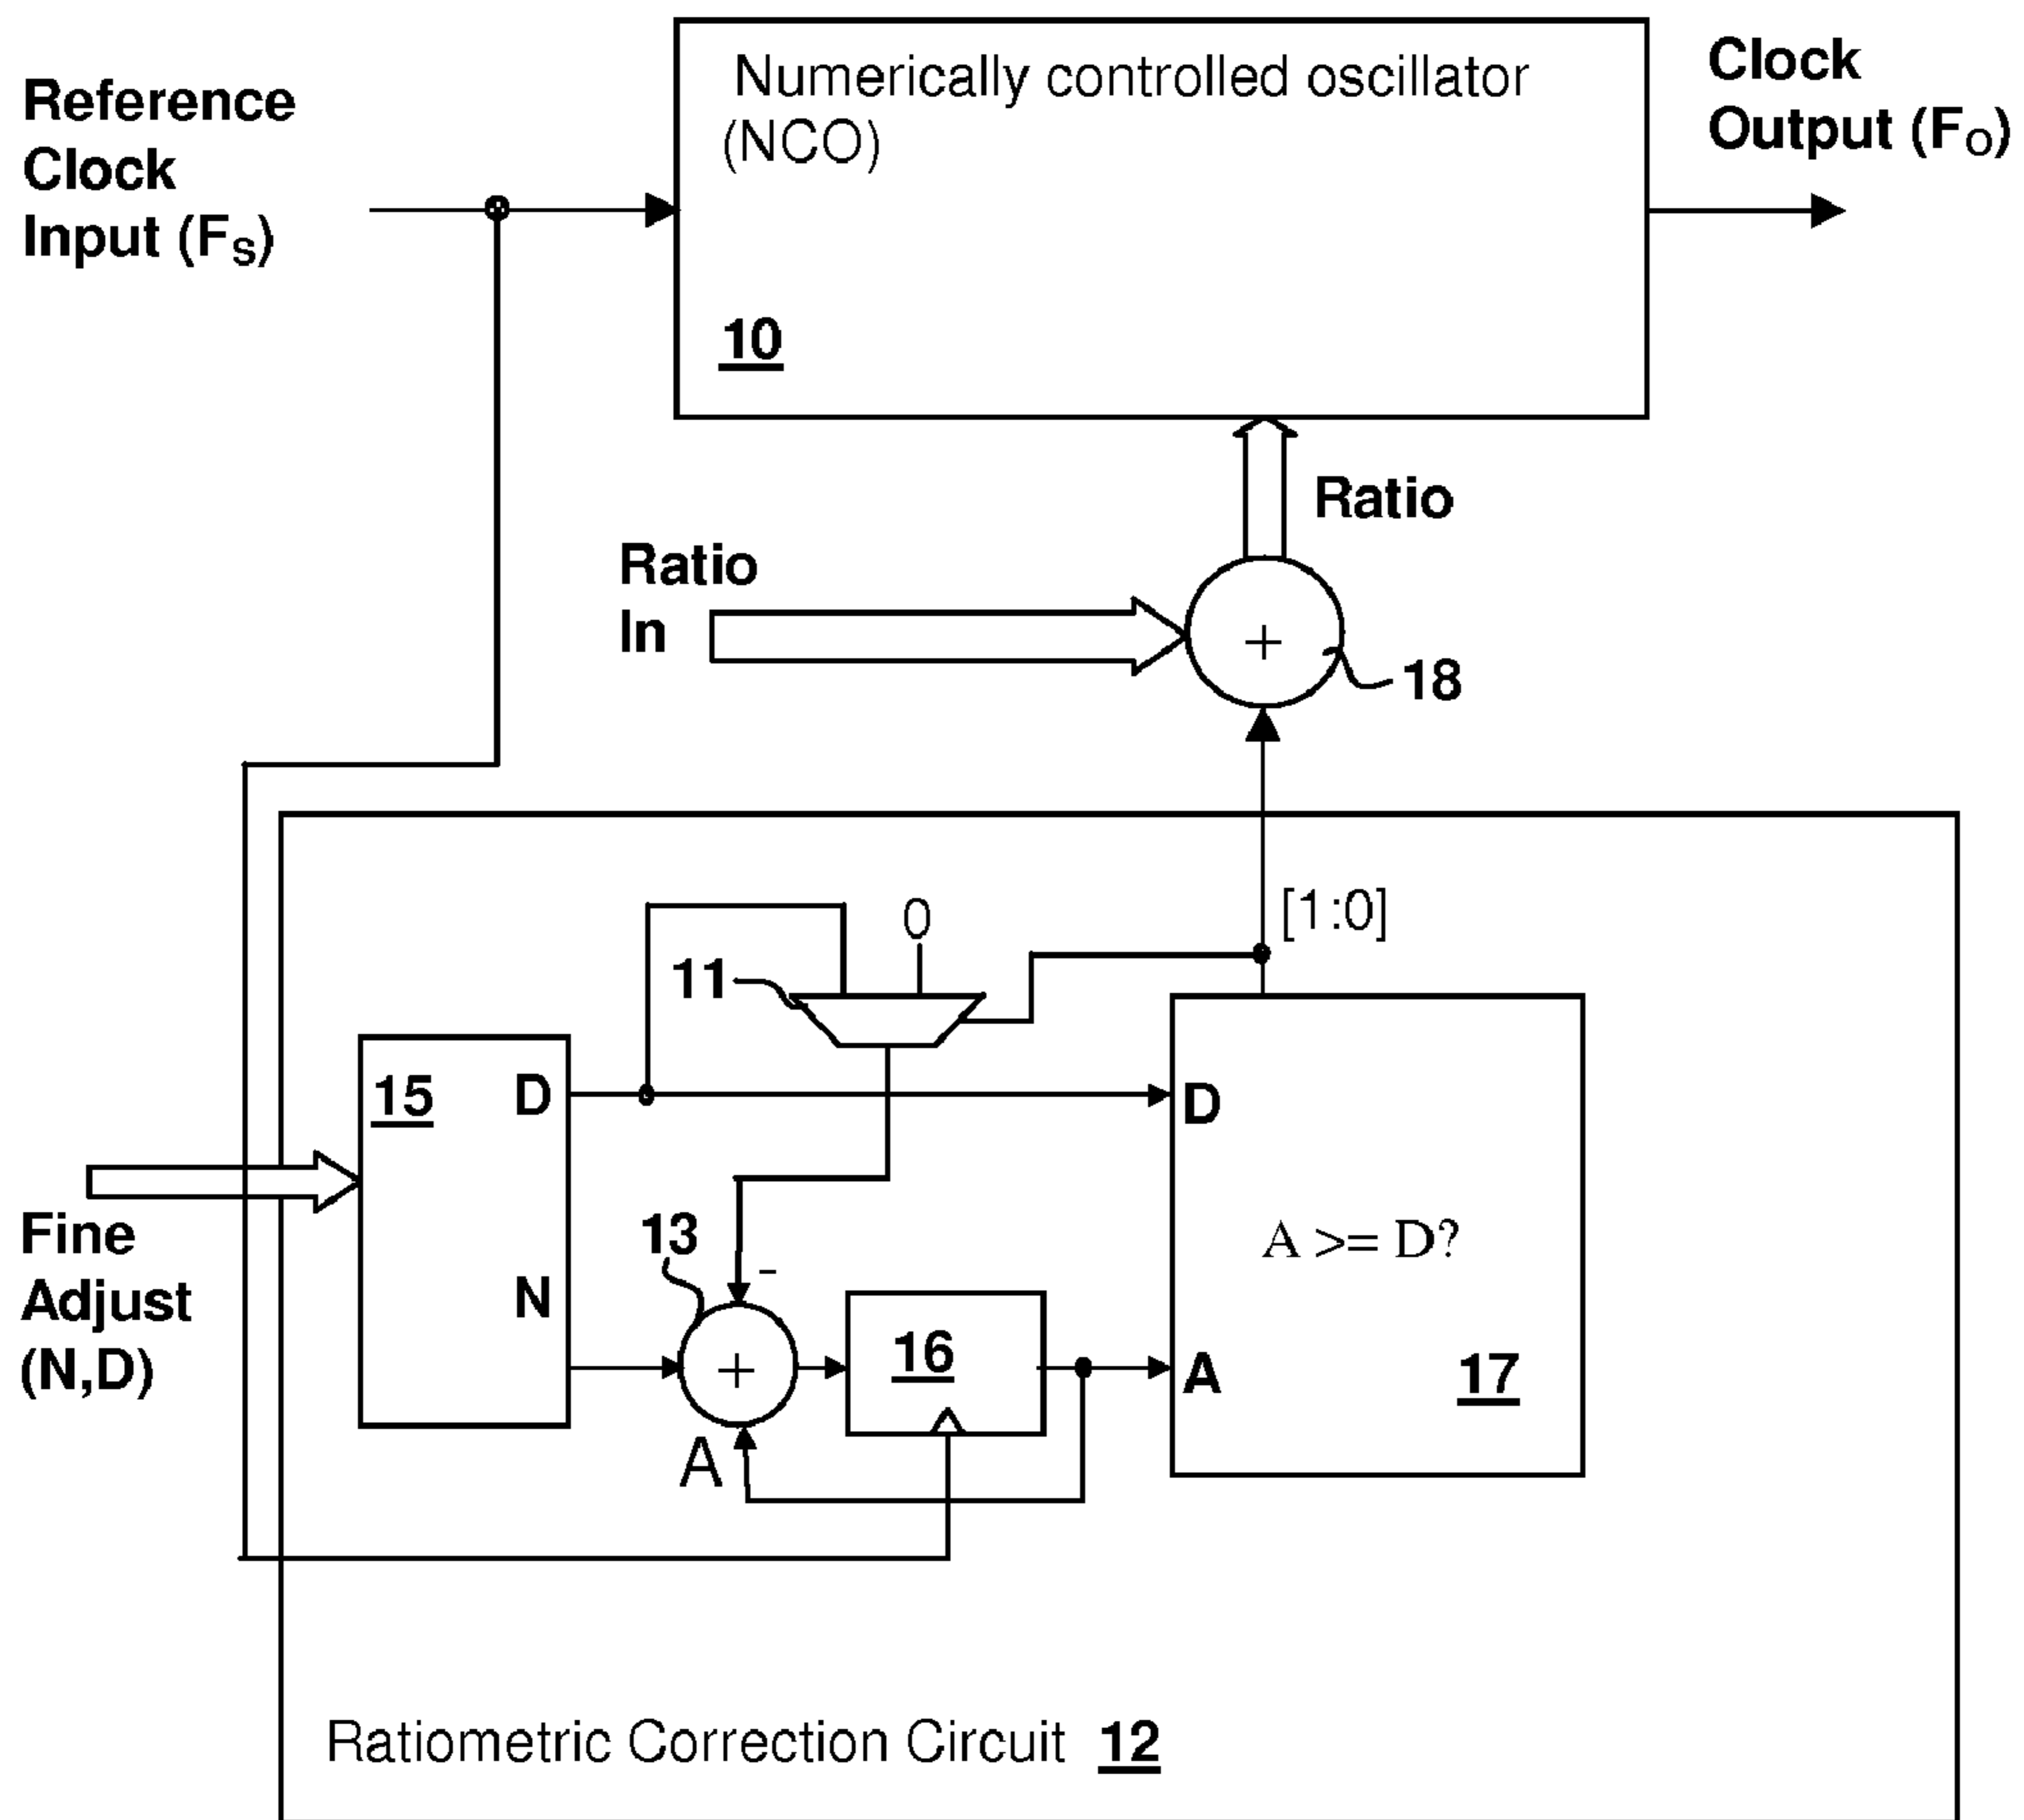 Reference
Clock
Input (FS)
Numerically controlled oscillator
(NCO)
10
Clock
Output (FO)
Ratio
Ratio
In
+
18
[1:0]
0
11
15
D
N
D
A >= D?
A
17
13
-
+
16
A
Fine
Adjust
(N,D)
Ratiometric Correction Circuit 12